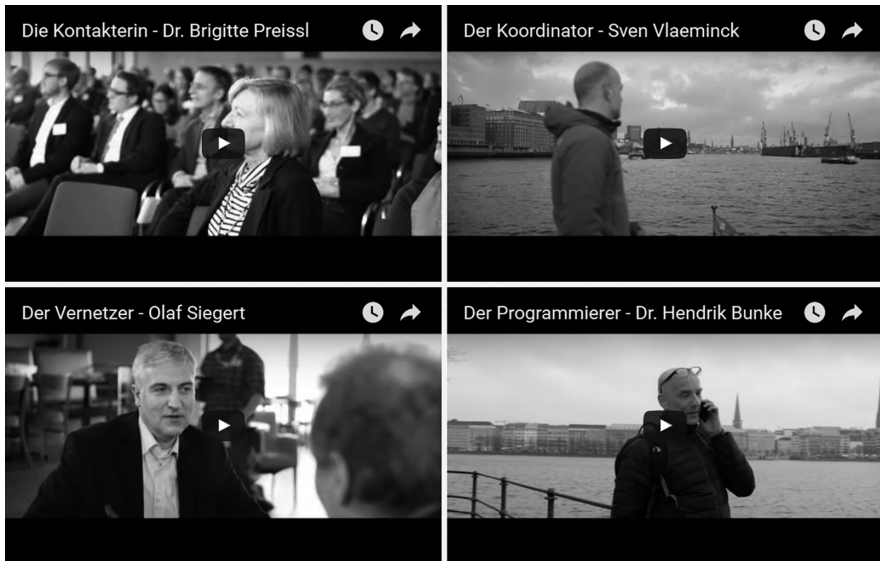 Die Kontakterin - Dr. Brigitte Preissl
Der Koordinator - Sven Vlaeminck
Der Vernetzer - Olaf Siegert
Der Programmierer - Dr. Hendrik Bunke